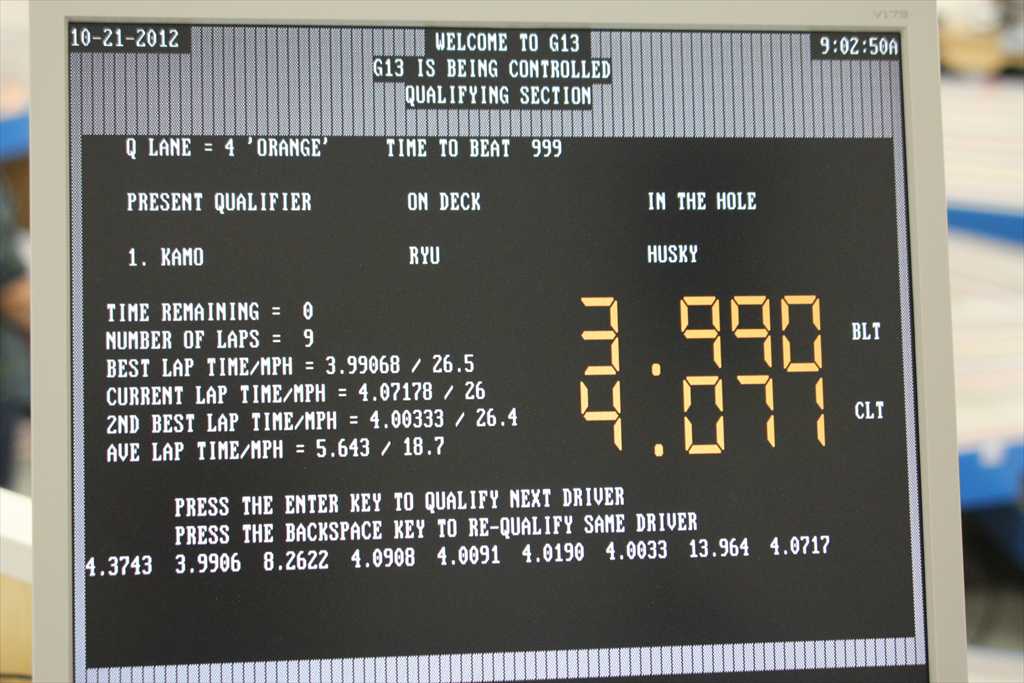 V173
10-21-2012
WELCOME TO G13
9:02:50A
G13 IS BEING CONTROLLED
QUALIFYING SECTION
Q LANE = 4 'ORANGE' TIME TO BEAT 999
PRESENT QUALIFIER ON DECK IN THE HOLE
1. KAMO RYU HUSKY
TIME REMAINING = 0
NUMBER OF LAPS = 9
BEST LAP TIME/MPH = 3.99068 / 26.5
CURRENT LAP TIME/MPH = 4.07178 / 26
2ND BEST LAP TIME/MPH = 4.00333 / 26.4
AVE LAP TIME/MPH = 5.643 / 18.7
3.990 BLT
4.071 CLT
PRESS THE ENTER KEY TO QUALIFY NEXT DRIVER
PRESS THE BACKSPACE KEY TO RE-QUALIFY SAME DRIVER
4.3743 3.9906 8.2622 4.0908 4.0091 4.0190 4.0033 13.964 4.0717